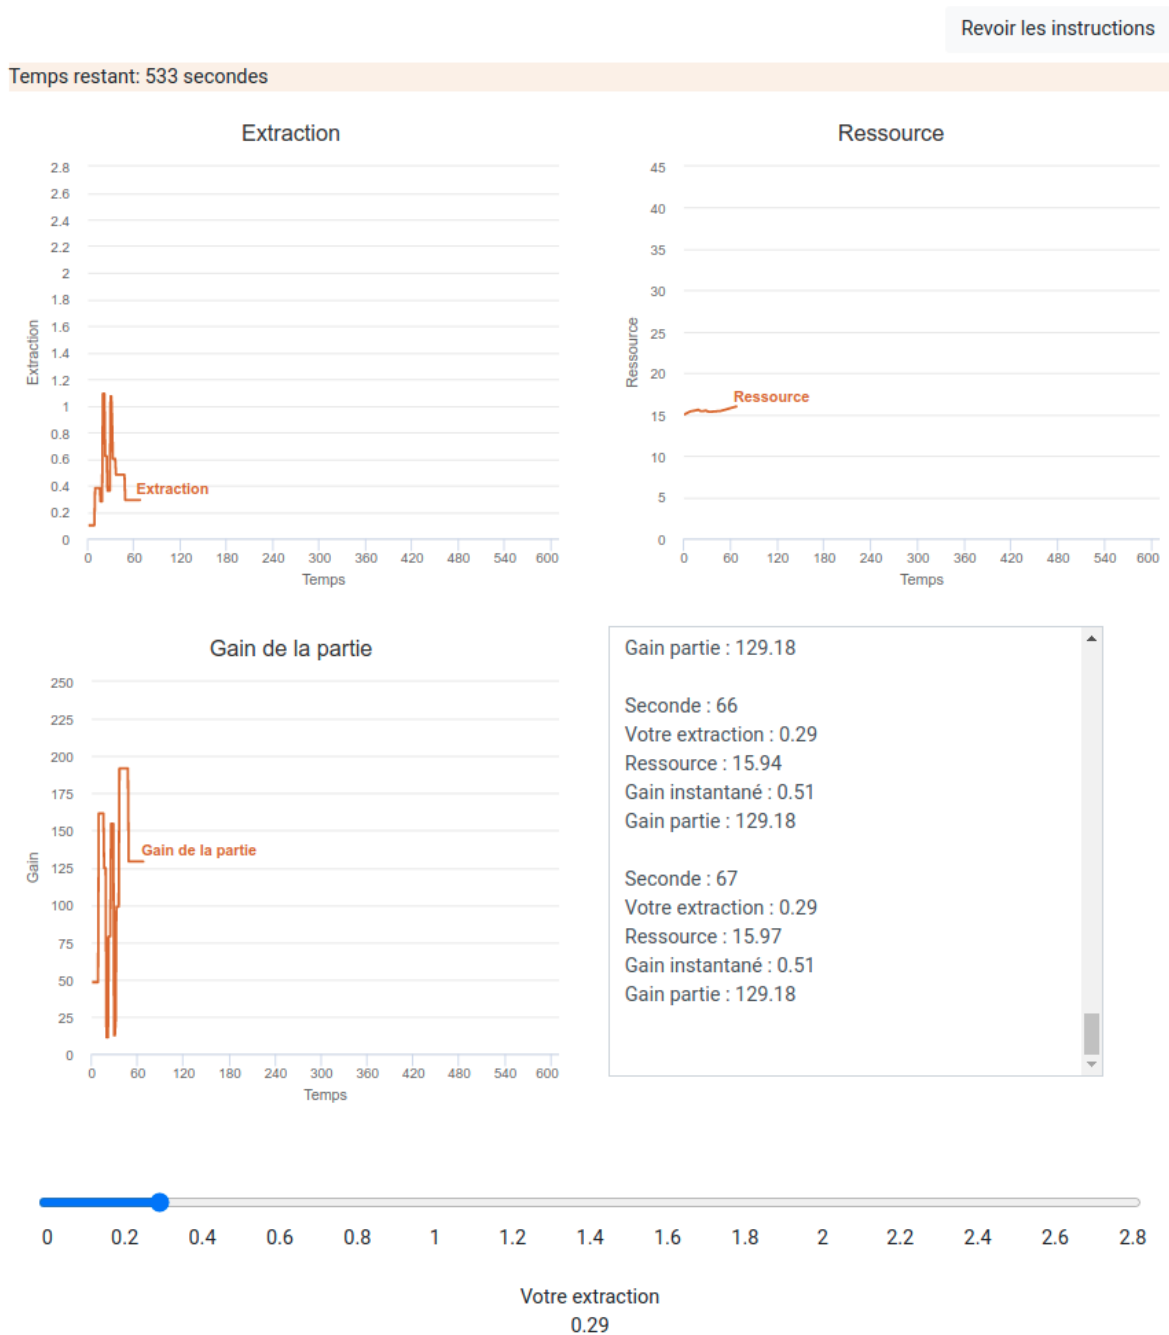 Revoir les instructions
Temps restant: 533 secondes
Extraction
2.8
2.6
2.4
2.2
2
1.8
1.6
1.4
1.2
1
0.8
0.6
0.4
0.2
0
Extraction
Extraction
0 60 120 180 240 300 360 420 480 540 600
Temps
Ressource
45
40
35
30
25
20
15
10
5
0
Ressource
Ressource
0 60 120 180 240 300 360 420 480 540 600
Temps
Gain de la partie
250
225
200
175
150
125
100
75
50
25
0
Gain
Gain de la partie
0 60 120 180 240 300 360 420 480 540 600
Temps
Gain partie : 129.18
Seconde : 66
Votre extraction : 0.29
Ressource : 15.94
Gain instantané : 0.51
Gain partie : 129.18
Seconde : 67
Votre extraction : 0.29
Ressource : 15.97
Gain instantané : 0.51
Gain partie : 129.18
0 0.2 0.4 0.6 0.8 1 1.2 1.4 1.6 1.8 2 2.2 2.4 2.6 2.8
Votre extraction
0.29